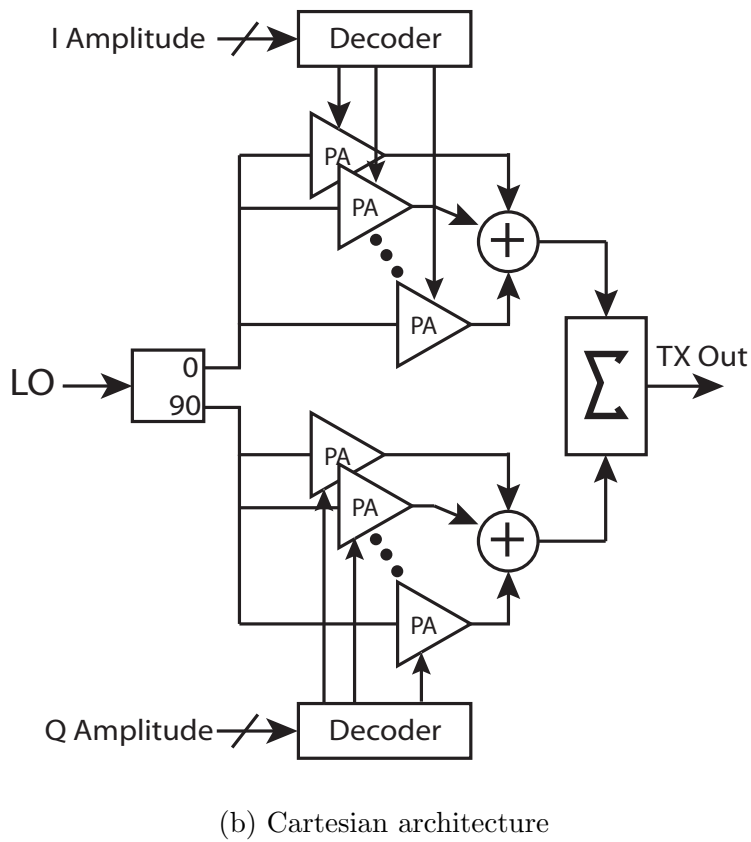 I Amplitude
Decoder
PA
PA
PA
+
LO
0
90
Σ
TX Out
PA
PA
PA
+
Q Amplitude
Decoder
(b) Cartesian architecture